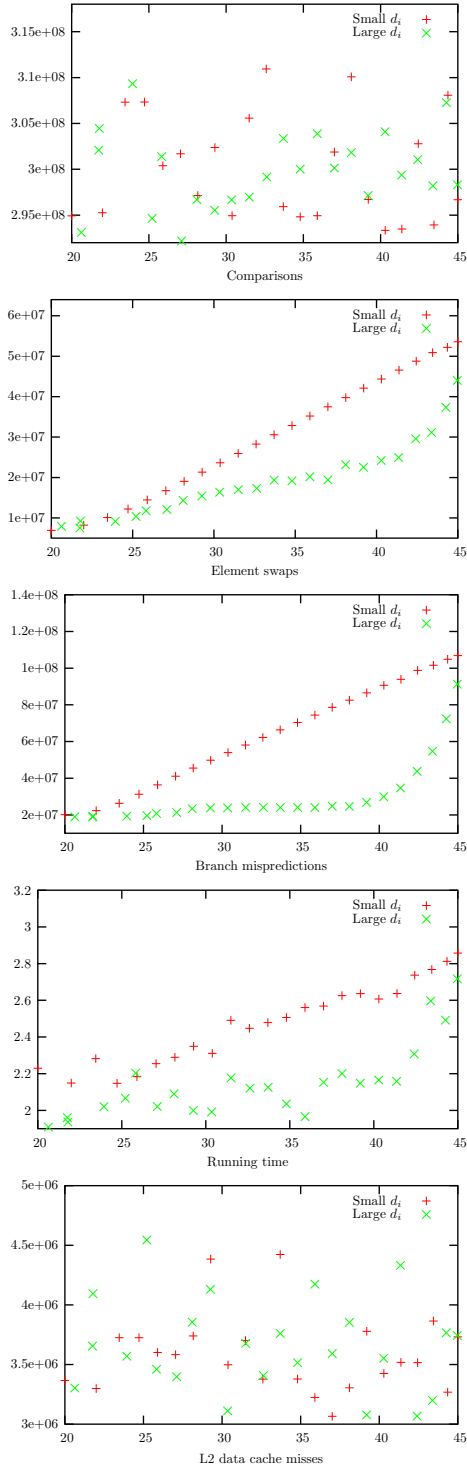 3.15e+08
3.1e+08
3.05e+08
3e+08
2.95e+08
Small d_i
Large d_i
20 25 30 35 40 45
Comparisons
6e+07
5e+07
4e+07
3e+07
2e+07
1e+07
Small d_i
Large d_i
20 25 30 35 40 45
Element swaps
1.4e+08
1.2e+08
1e+08
8e+07
6e+07
4e+07
2e+07
Small d_i
Large d_i
20 25 30 35 40 45
Branch mispredictions
3.2
3
2.8
2.6
2.4
2.2
2
Small d_i
Large d_i
20 25 30 35 40 45
Running time
5e+06
4.5e+06
4e+06
3.5e+06
3e+06
Small d_i
Large d_i
20 25 30 35 40 45
L2 data cache misses